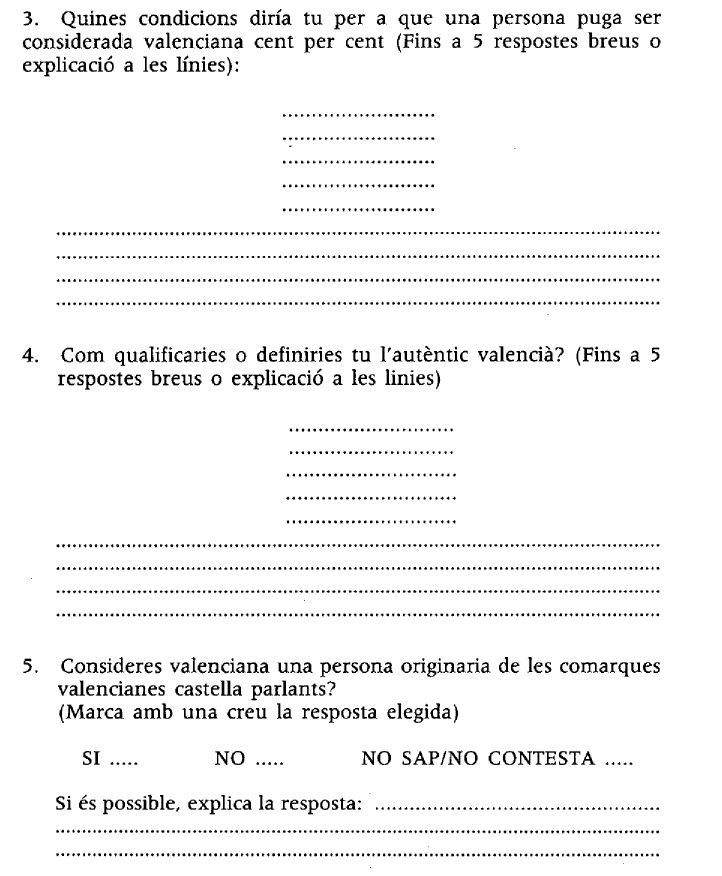 3. Quines condicions diría tu per a que una persona puga ser
considerada valenciana cent per cent (Fins a 5 respostes breus o
explicació a les línies):
..........................
..........................
..........................
..........................
..........................
..........................................................................................................
..........................................................................................................
..........................................................................................................
..........................................................................................................
4. Com qualificaries o definiries tu l'autèntic valencià? (Fins a 5
respostes breus o explicació a les linies)
............................
............................
.............................
.............................
.............................
..........................................................................................................
..........................................................................................................
..........................................................................................................
..........................................................................................................
5. Consideres valenciana una persona originaria de les comarques
valencianes castella parlants?
(Marca amb una creu la resposta elegida)
SI ..... NO ..... NO SAP/NO CONTESTA .....
Si és possible, explica la resposta: ..................................................
..........................................................................................................
..........................................................................................................